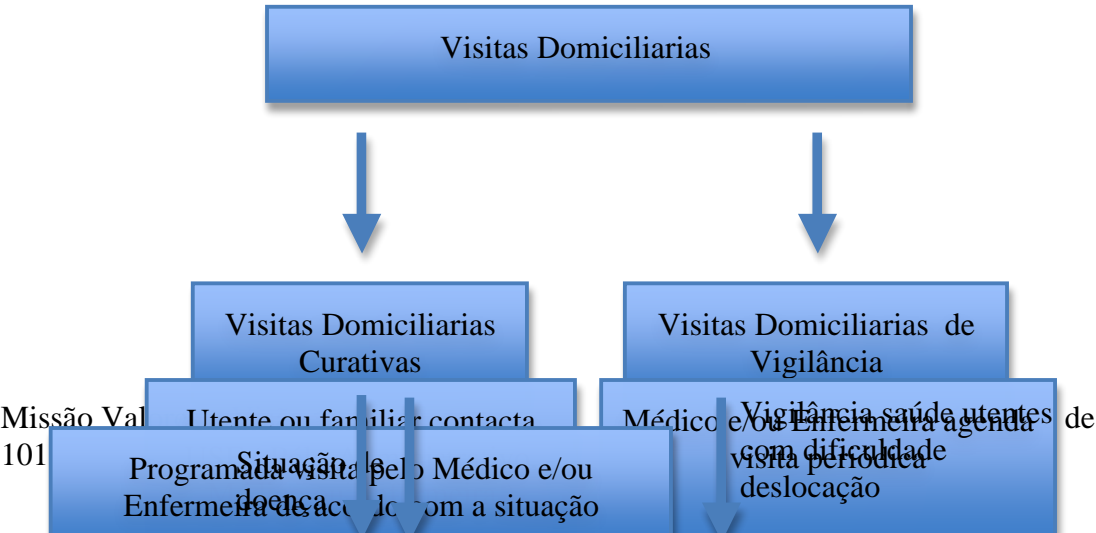 Visitas Domiciliarias
Visitas Domiciliarias
Curativas
Visitas Domiciliarias de
Vigilância
Missão Val
101
Utente ou familiar contacta
Médico e/ou Enfermeira agenda
visita periódica
Vigilância saúde utentes de
com dificuldade
deslocação
Programada visita pelo Médico e/ou
Enfermeira de acordo com a situação
Situação de
doença